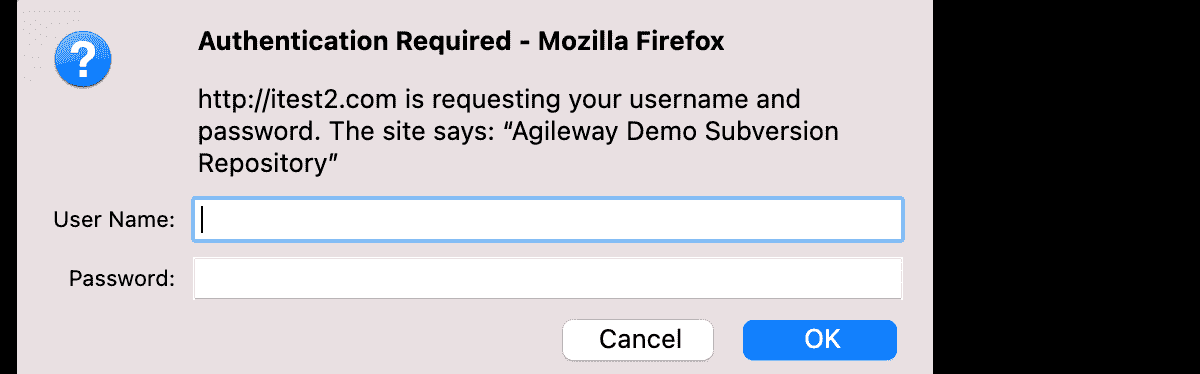 Authentication Required - Mozilla Firefox
http://itest2.com is requesting your username and
password. The site says: “Agileway Demo Subversion
Repository”
User Name:
Password:
Cancel OK